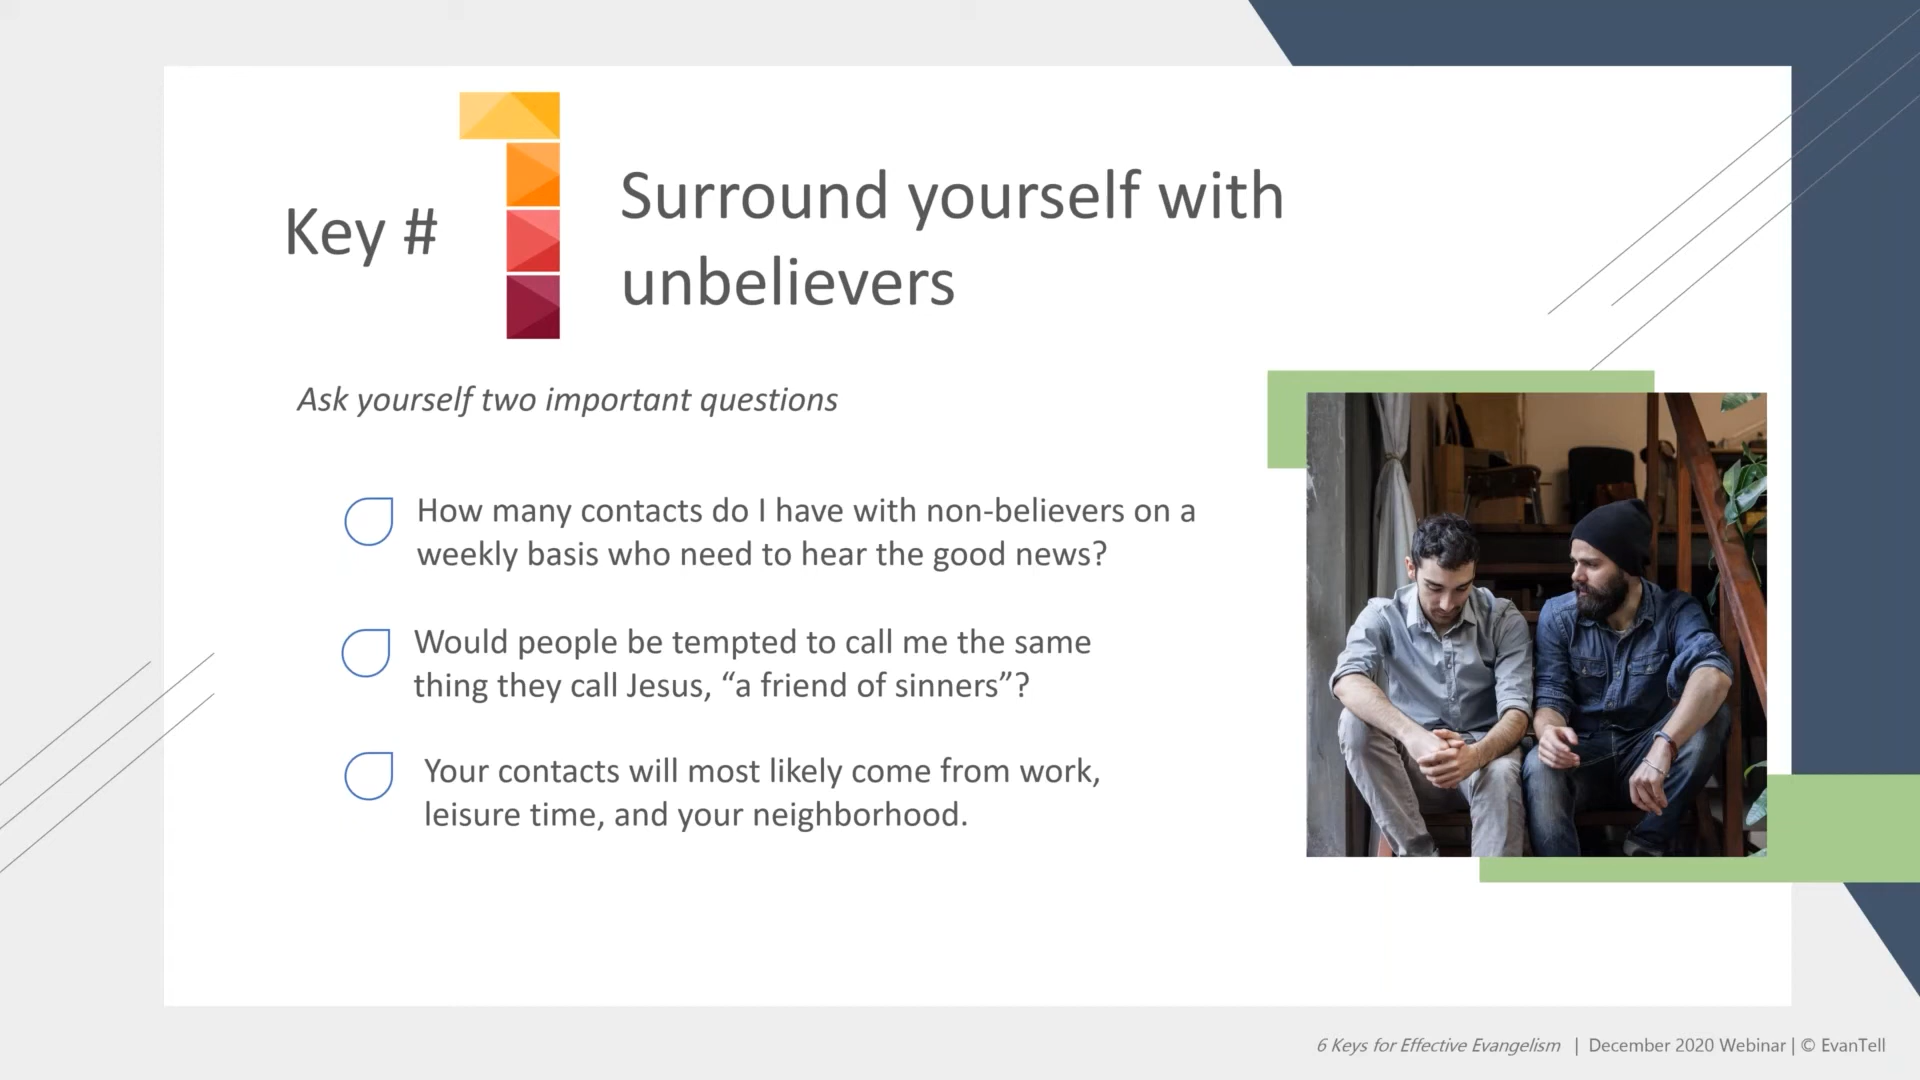 Key # 1
Surround yourself with
unbelievers
Ask yourself two important questions
How many contacts do I have with non-believers on a
weekly basis who need to hear the good news?
Would people be tempted to call me the same
thing they call Jesus, “a friend of sinners”?
Your contacts will most likely come from work,
leisure time, and your neighborhood.
6 Keys for Effective Evangelism | December 2020 Webinar | © EvanTell